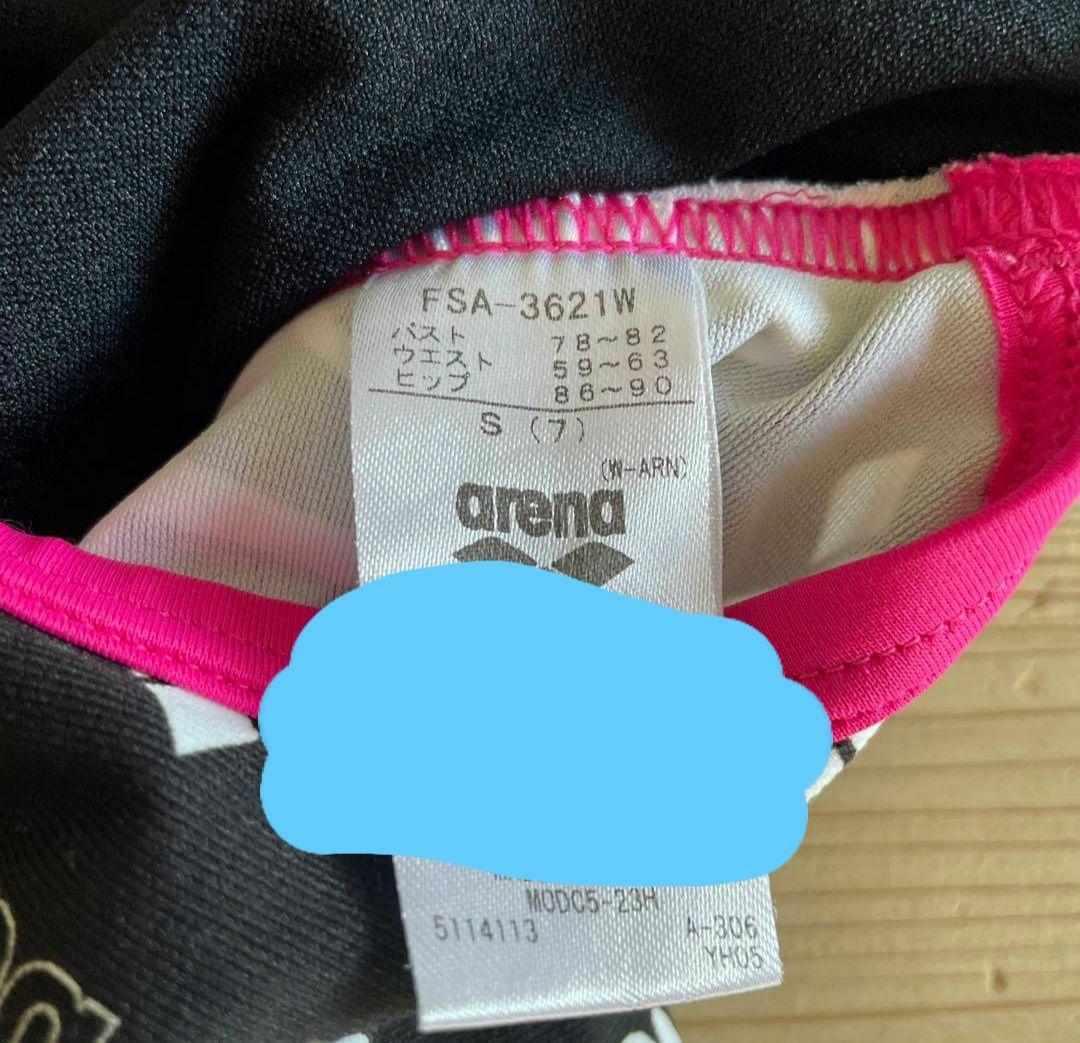 FSA-3621W
バスト 78～82
ウエスト 59～63
ヒップ 86～90
S (7)
(W-ARN)
arena
MODC5-23H
5114113 A-306
YH05